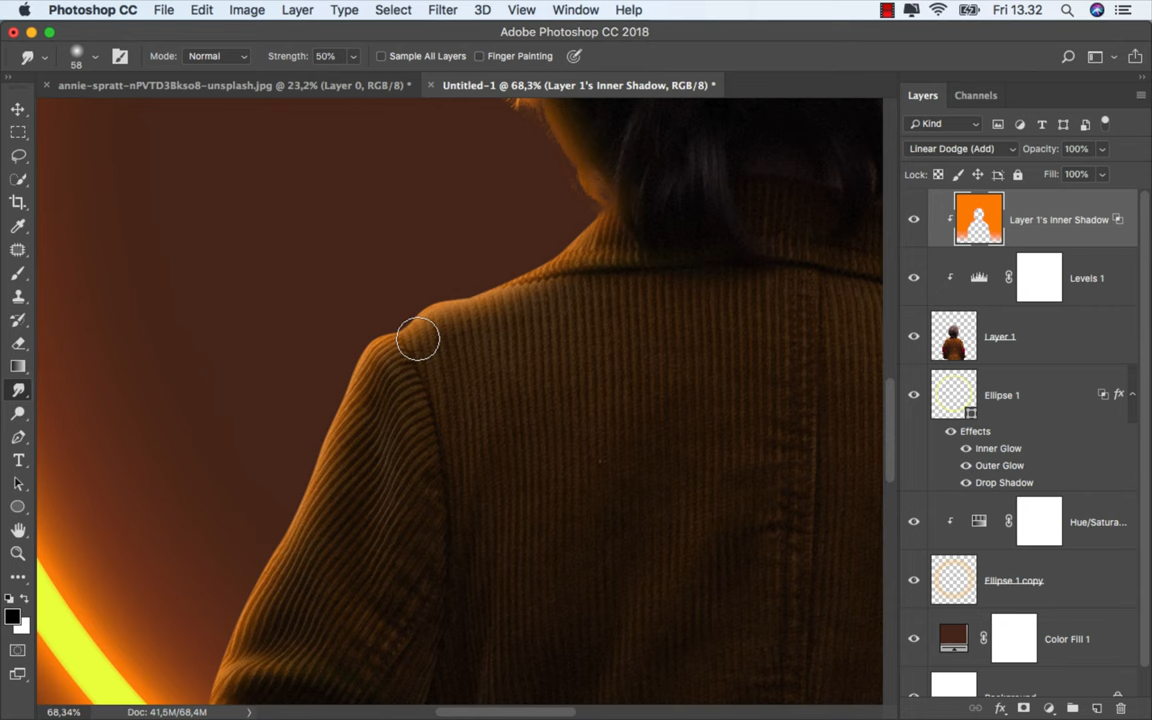 Photoshop CC File Edit Image Layer Type Select Filter 3D View Window Help Fri 13.32
Adobe Photoshop CC 2018
58 Mode: Normal Strength: 50% Sample All Layers Finger Painting
annie-spratt-nPVTD3Bkso8-unsplash.jpg @ 23,2% (Layer 0, RGB/8) * Untitled-1 @ 68,3% (Layer 1's Inner Shadow, RGB/8) *
Layers Channels
Kind
Linear Dodge (Add) Opacity: 100%
Lock: Fill: 100%
Layer 1's Inner Shadow
Levels 1
Layer 1
Ellipse 1 fx
Effects
Inner Glow
Outer Glow
Drop Shadow
Hue/Satura...
Ellipse 1 copy
Color Fill 1
68,34% Doc: 41,5M/68,4M